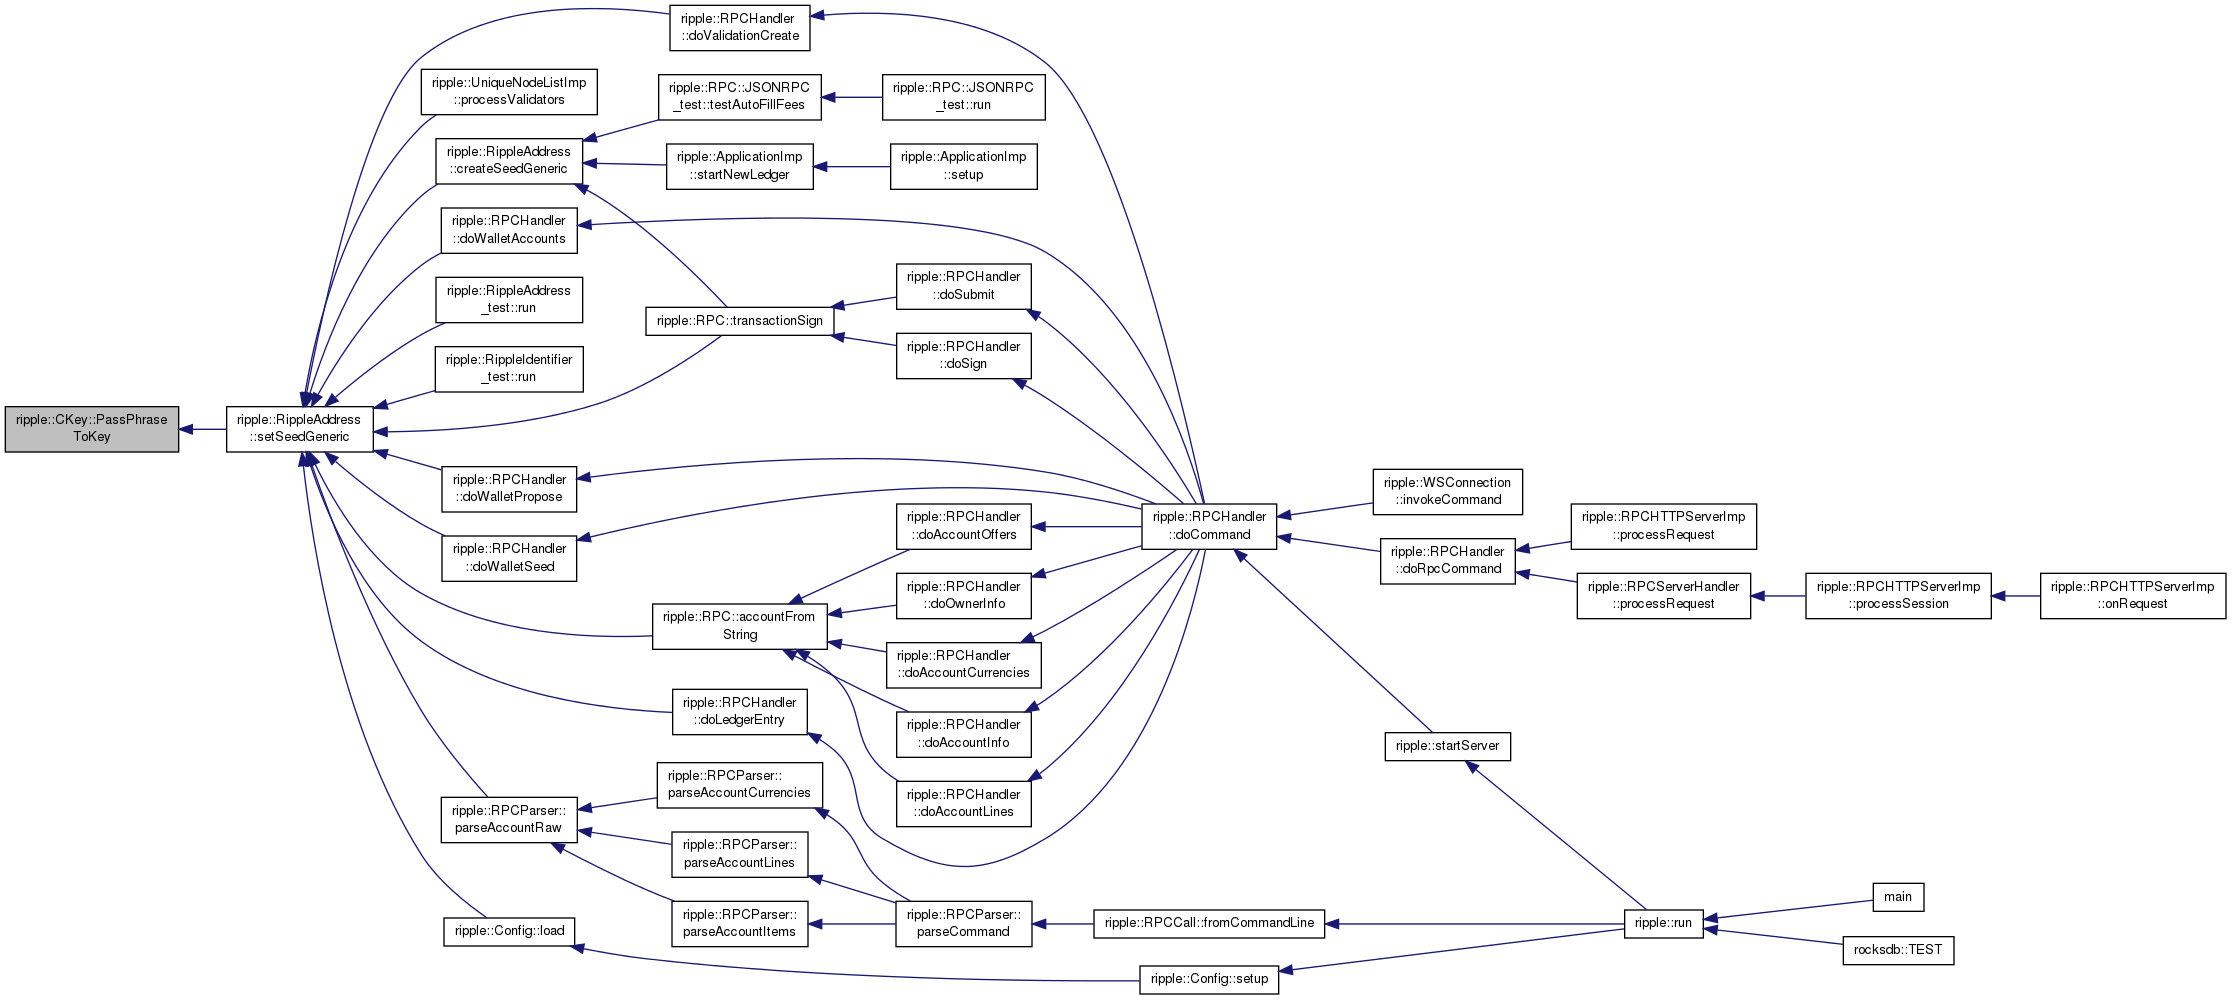 ripple::CKey::PassPhrase
ToKey
ripple::RippleAddress
::setSeedGeneric
ripple::RPCHandler
::doValidationCreate
ripple::UniqueNodeListImp
::processValidators
ripple::RippleAddress
::createSeedGeneric
ripple::RPC::JSONRPC
_test::testAutoFillFees
ripple::RPC::JSONRPC
_test::run
ripple::ApplicationImp
::startNewLedger
ripple::ApplicationImp
::setup
ripple::RPCHandler
::doWalletAccounts
ripple::RippleAddress
_test::run
ripple::RippleIdentifier
_test::run
ripple::RPC::transactionSign
ripple::RPCHandler
::doSubmit
ripple::RPCHandler
::doSign
ripple::RPCHandler
::doWalletPropose
ripple::RPCHandler
::doWalletSeed
ripple::RPC::accountFrom
String
ripple::RPCHandler
::doAccountOffers
ripple::RPCHandler
::doOwnerInfo
ripple::RPCHandler
::doAccountCurrencies
ripple::RPCHandler
::doAccountInfo
ripple::RPCHandler
::doAccountLines
ripple::RPCHandler
::doLedgerEntry
ripple::RPCHandler
::doCommand
ripple::WSConnection
::invokeCommand
ripple::RPCHandler
::doRpcCommand
ripple::RPCHTTPServerImp
::processRequest
ripple::RPCServerHandler
::processRequest
ripple::RPCHTTPServerImp
::processSession
ripple::RPCHTTPServerImp
::onRequest
ripple::startServer
ripple::RPCParser::
parseAccountRaw
ripple::RPCParser::
parseAccountCurrencies
ripple::RPCParser::
parseAccountLines
ripple::RPCParser::
parseAccountItems
ripple::RPCParser::
parseCommand
ripple::RPCCall::fromCommandLine
ripple::Config::load
ripple::Config::setup
ripple::run
main
rocksdb::TEST